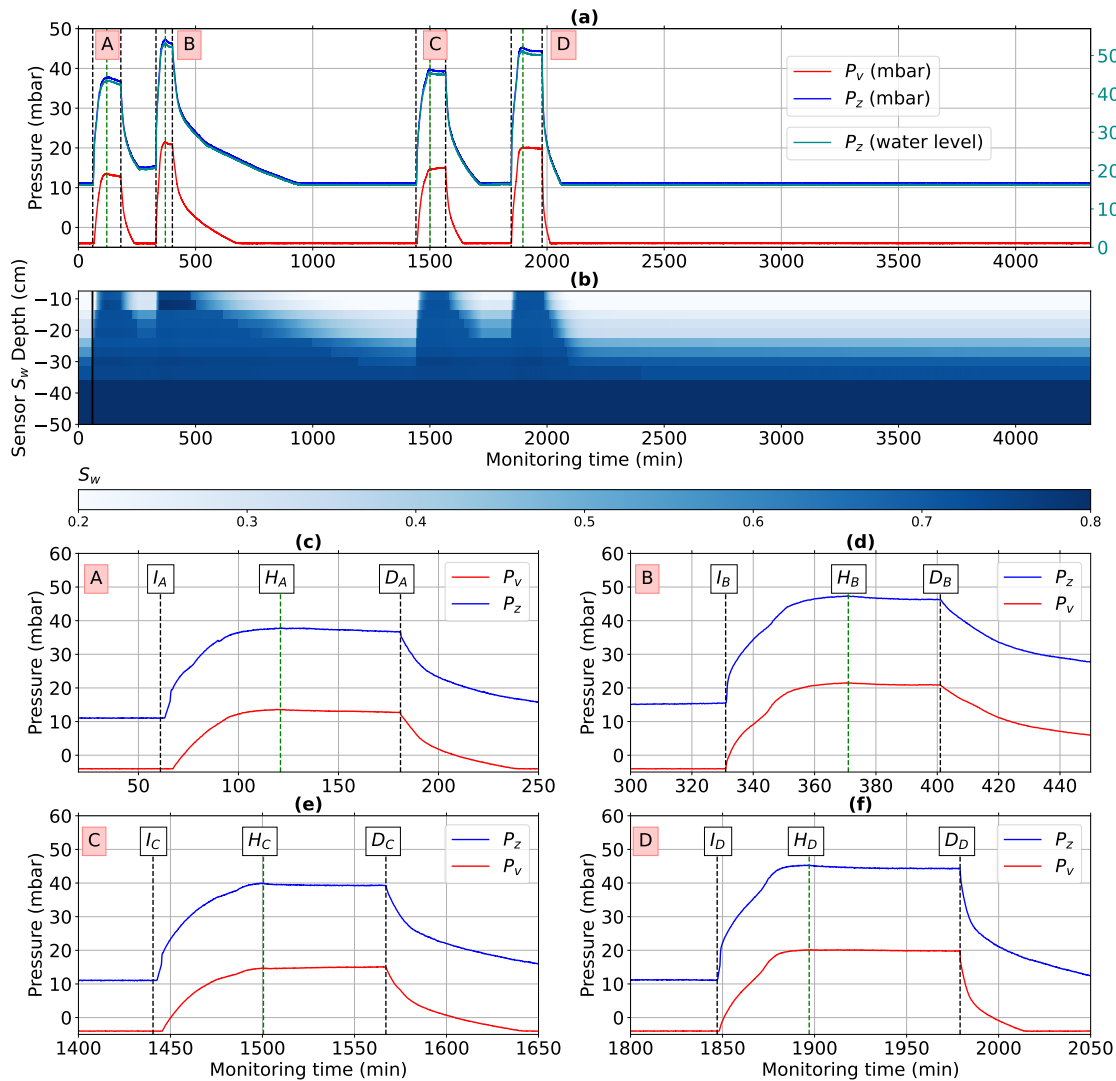 (a)
Pressure (mbar)
50
40
30
20
10
0
A
B
C
D
P_v (mbar)
P_z (mbar)
P_z (water level)
50
40
30
20
10
0
0 500 1000 1500 2000 2500 3000 3500 4000
(b)
Sensor S_w Depth (cm)
−10
−20
−30
−40
−50
0 500 1000 1500 2000 2500 3000 3500 4000
Monitoring time (min)
S_w
0.2 0.3 0.4 0.5 0.6 0.7 0.8
(c)
Pressure (mbar)
60
50
40
30
20
10
0
A
I_A
H_A
D_A
P_v
P_z
50 100 150 200 250
(d)
Pressure (mbar)
60
50
40
30
20
10
0
B
I_B
H_B
D_B
P_z
P_v
300 320 340 360 380 400 420 440
(e)
Pressure (mbar)
60
50
40
30
20
10
0
C
I_C
H_C
D_C
P_z
P_v
1400 1450 1500 1550 1600 1650
Monitoring time (min)
(f)
Pressure (mbar)
60
50
40
30
20
10
0
D
I_D
H_D
D_D
P_z
P_v
1800 1850 1900 1950 2000 2050
Monitoring time (min)